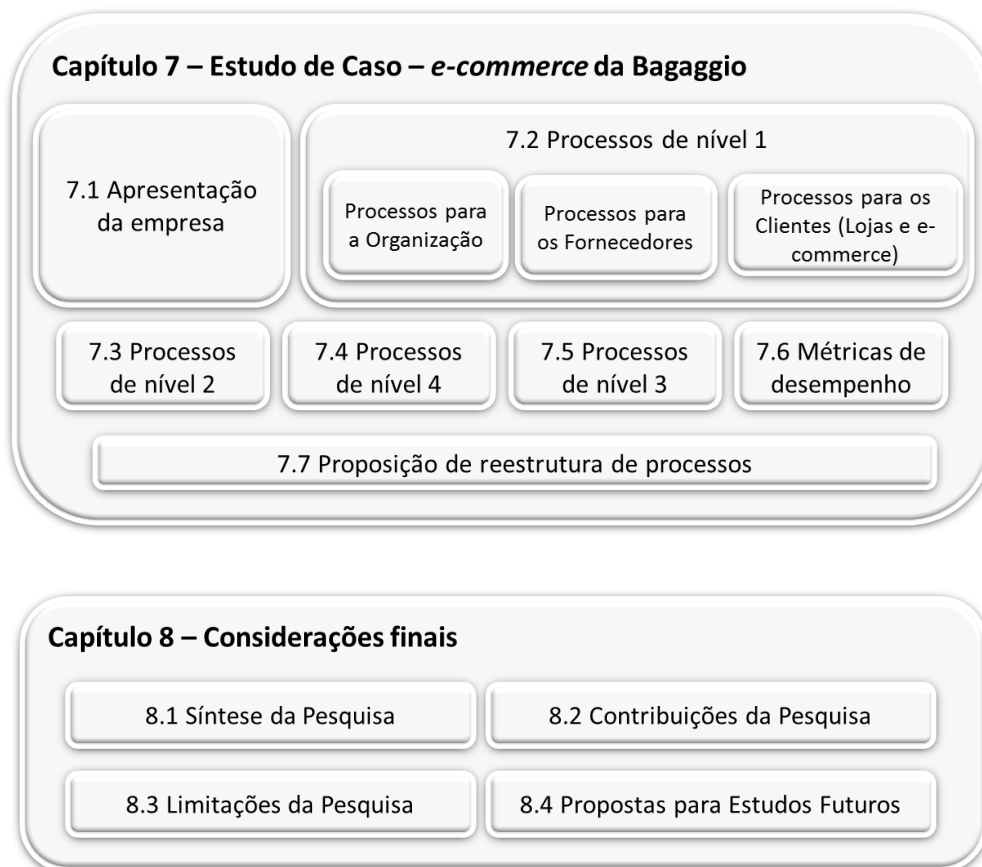 Capítulo 7 – Estudo de Caso – e-commerce da Bagaggio
7.1 Apresentação
da empresa
7.2 Processos de nível 1
Processos para
a Organização
Processos para
os Fornecedores
Processos para os
Clientes (Lojas e e-
commerce)
7.3 Processos
de nível 2
7.4 Processos
de nível 4
7.5 Processos
de nível 3
7.6 Métricas de
desempenho
7.7 Proposição de reestrutura de processos
Capítulo 8 – Considerações finais
8.1 Síntese da Pesquisa
8.2 Contribuições da Pesquisa
8.3 Limitações da Pesquisa
8.4 Propostas para Estudos Futuros